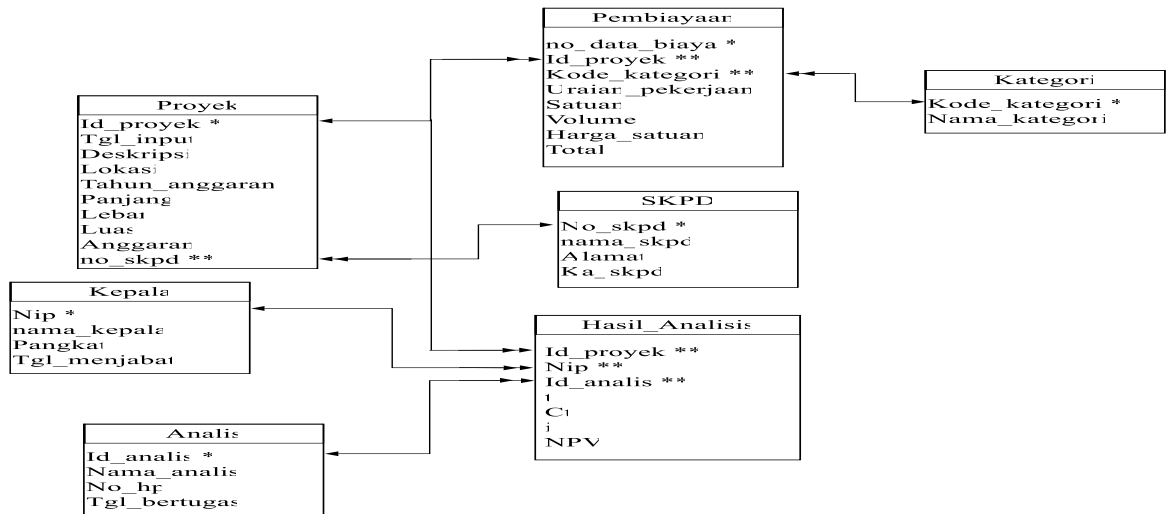 Pembiayaan
no_data_biaya *
Id_proyek **
Kode_kategori **
Uraian_pekerjaan
Satuan
Volume
Harga_satuan
Total
Kategori
Kode_kategori *
Nama_kategori
Proyek
Id_proyek *
Tgl_input
Deskripsi
Lokasi
Tahun_anggaran
Panjang
Lebar
Luas
Anggaran
no_skpd **
SKPD
No_skpd *
nama_skpd
Alamat
Ka_skpd
Kepala
Nip *
nama_kepala
Pangkat
Tgl_menjabat
Hasil_Analisis
Id_proyek **
Nip **
Id_analis **
t
Ct
i
NPV
Analis
Id_analis *
Nama_analis
No_hp
Tgl_bertugas